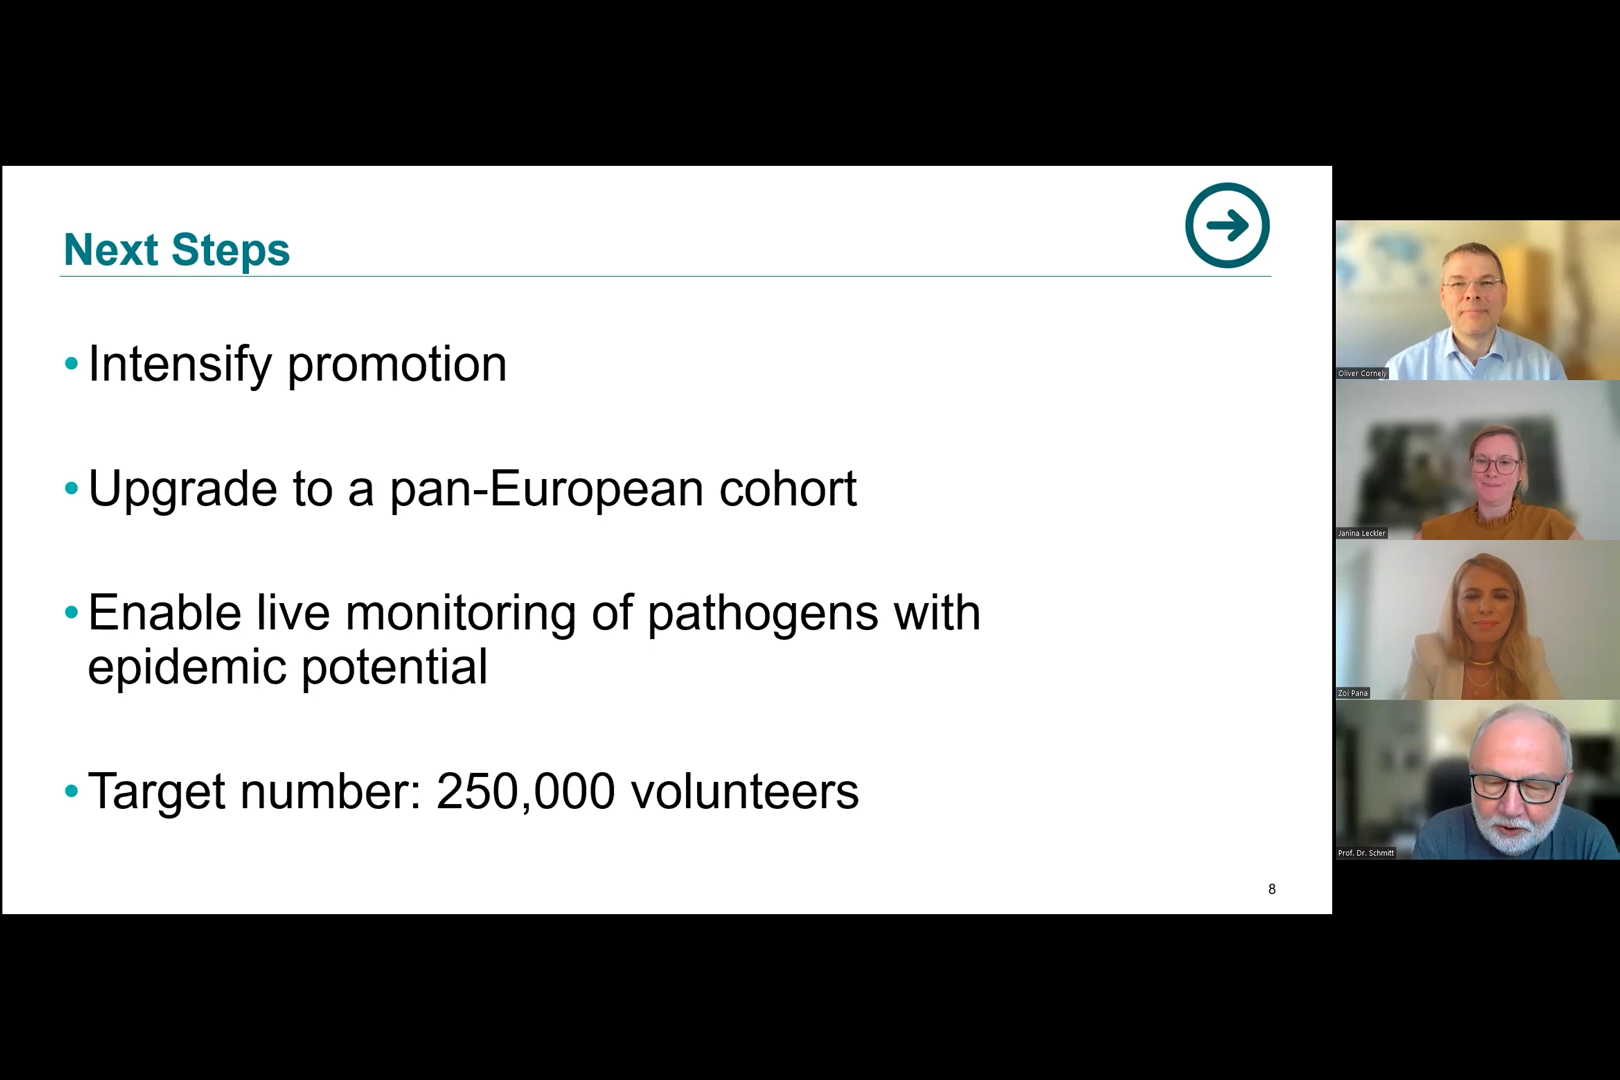 Next Steps
• Intensify promotion
• Upgrade to a pan-European cohort
• Enable live monitoring of pathogens with
epidemic potential
• Target number: 250,000 volunteers
8
Oliver Cornely
Janina Leckler
Zoi Pana
Prof. Dr. Schmitt